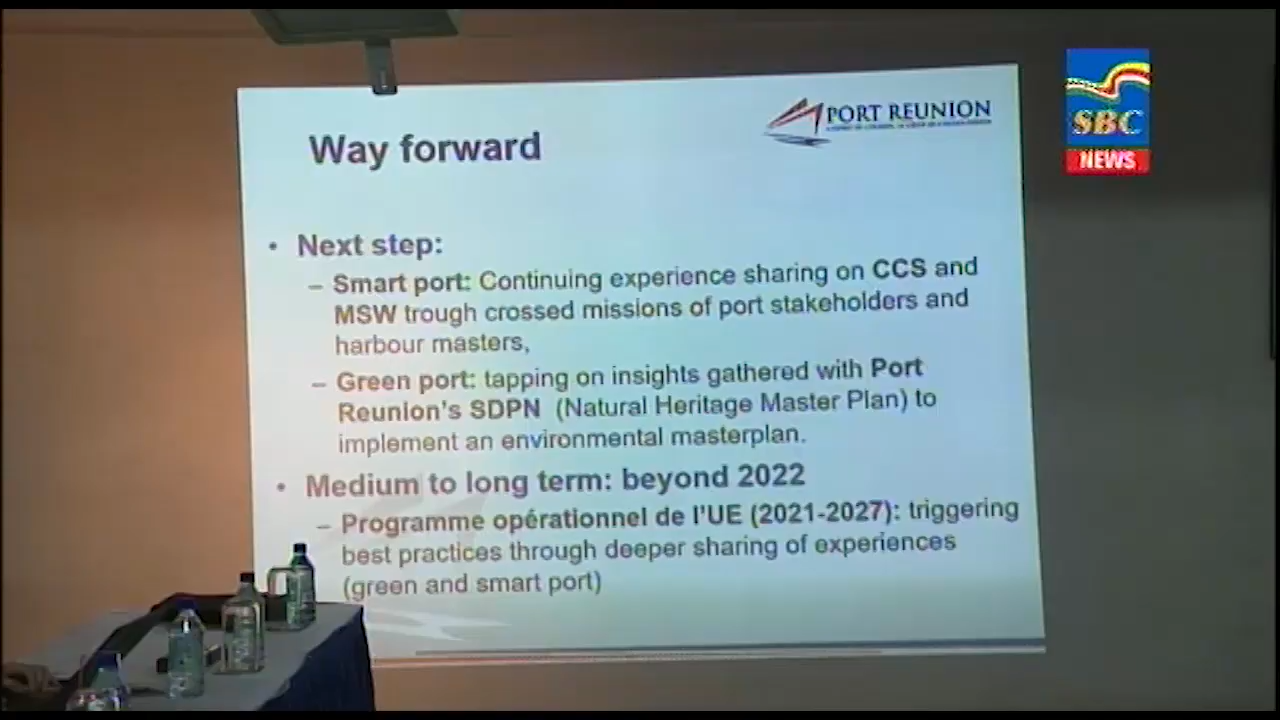 Way forward
PORT REUNION
SBC
NEWS
• Next step:
– Smart port: Continuing experience sharing on CCS and
MSW trough crossed missions of port stakeholders and
harbour masters,
– Green port: tapping on insights gathered with Port
Reunion's SDPN (Natural Heritage Master Plan) to
implement an environmental masterplan.
• Medium to long term: beyond 2022
– Programme opérationnel de l'UE (2021-2027): triggering
best practices through deeper sharing of experiences
(green and smart port)